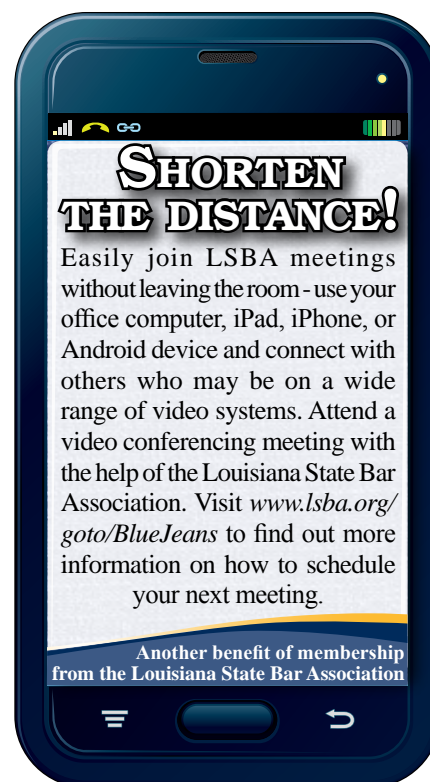 SHORTEN
THE DISTANCE!
Easily join LSBA meetings
without leaving the room - use your
office computer, iPad, iPhone, or
Android device and connect with
others who may be on a wide
range of video systems. Attend a
video conferencing meeting with
the help of the Louisiana State Bar
Association. Visit www.lsba.org/
goto/BlueJeans to find out more
information on how to schedule
your next meeting.
Another benefit of membership
from the Louisiana State Bar Association